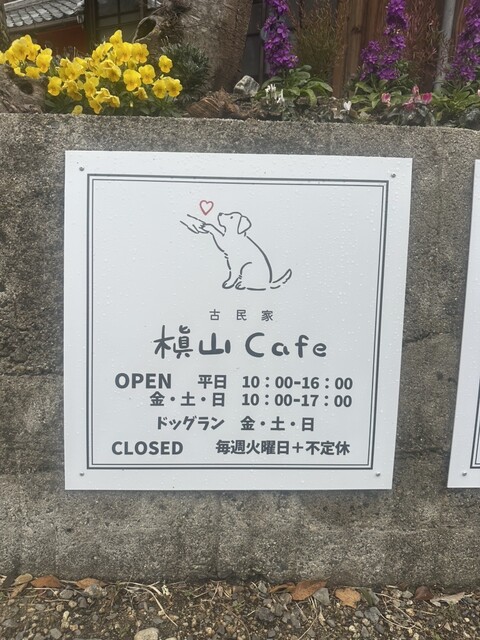 古民家
槇山 Cafe
OPEN 平日 10:00-16:00
金・土・日 10:00-17:00
ドッグラン 金・土・日
CLOSED 毎週火曜日+不定休